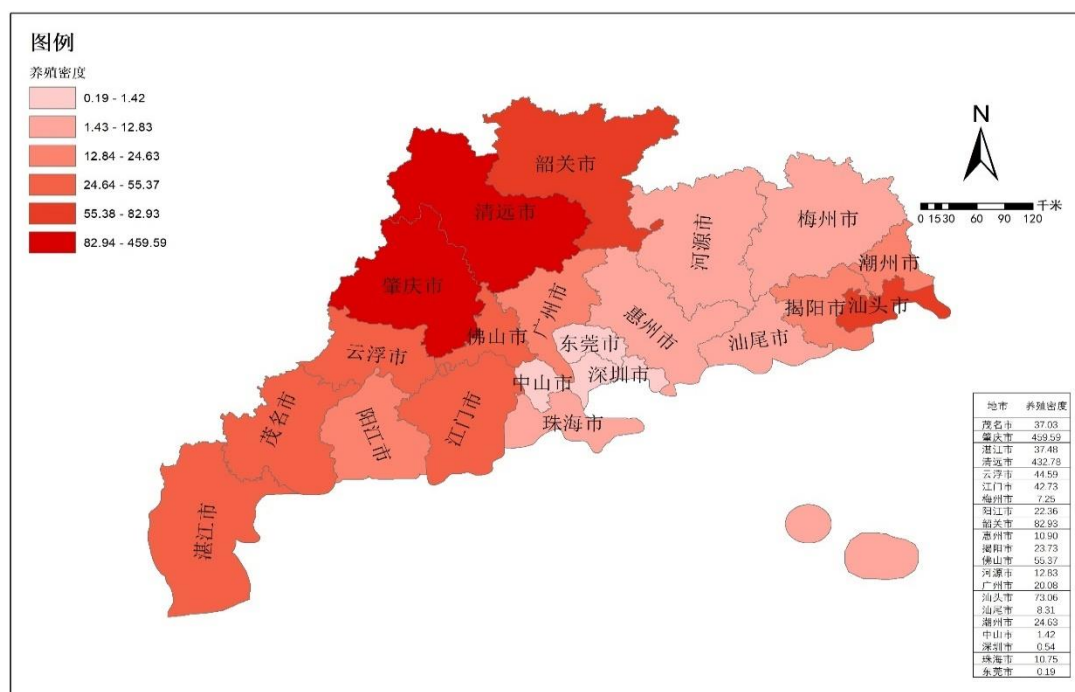 图例
养殖密度
0.19 - 1.42
1.43 - 12.83
12.84 - 24.63
24.64 - 55.37
55.38 - 82.93
82.94 - 459.59
N
千米
0 15 30 60 90 120
韶关市
清远市
梅州市
河源市
潮州市
肇庆市
揭阳市
汕头市
广州市
惠州市
佛山市
汕尾市
云浮市
东莞市
深圳市
中山市
珠海市
江门市
茂名市
阳江市
湛江市
地市 养殖密度
茂名市 37.03
肇庆市 459.59
湛江市 37.48
清远市 432.78
云浮市 44.59
江门市 42.73
梅州市 7.25
阳江市 22.36
韶关市 82.93
惠州市 10.90
揭阳市 23.73
佛山市 55.37
河源市 12.83
广州市 20.08
汕头市 73.06
汕尾市 8.31
潮州市 24.63
中山市 1.42
深圳市 0.54
珠海市 10.75
东莞市 0.19